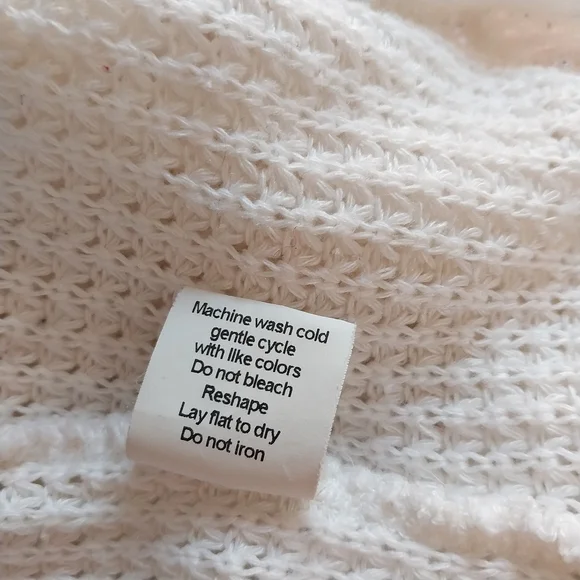 Machine wash cold
gentle cycle
with like colors
Do not bleach
Reshape
Lay flat to dry
Do not iron